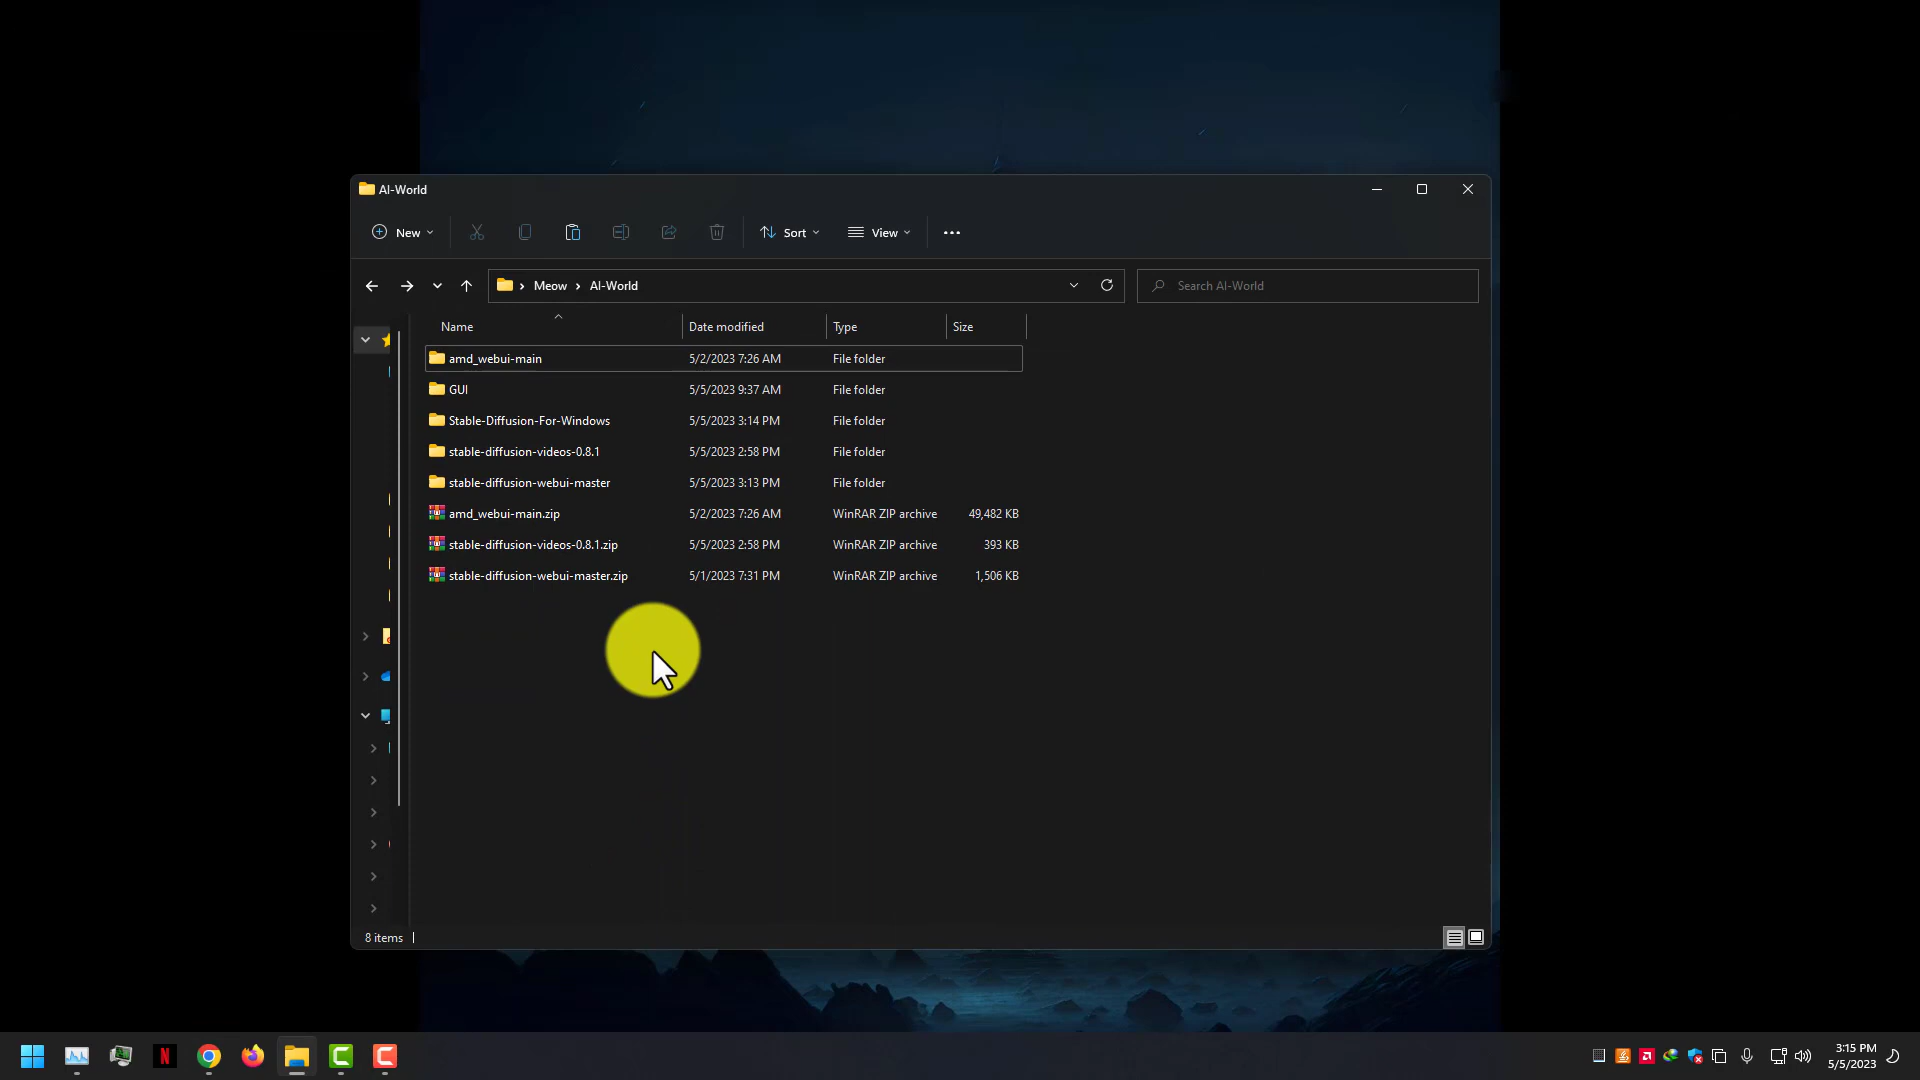 AI-World
New Sort View
Meow AI-World Search AI-World
Name Date modified Type Size
amd_webui-main 5/2/2023 7:26 AM File folder
GUI 5/5/2023 9:37 AM File folder
Stable-Diffusion-For-Windows 5/5/2023 3:14 PM File folder
stable-diffusion-videos-0.8.1 5/5/2023 2:58 PM File folder
stable-diffusion-webui-master 5/5/2023 3:13 PM File folder
amd_webui-main.zip 5/2/2023 7:26 AM WinRAR ZIP archive 49,482 KB
stable-diffusion-videos-0.8.1.zip 5/5/2023 2:58 PM WinRAR ZIP archive 393 KB
stable-diffusion-webui-master.zip 5/1/2023 7:31 PM WinRAR ZIP archive 1,506 KB
8 items
N
3:15 PM
5/5/2023